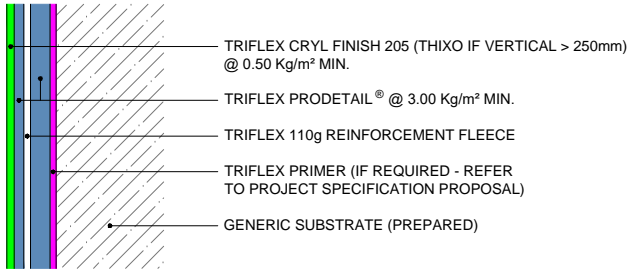 TRIFLEX CRYL FINISH 205 (THIXO IF VERTICAL > 250mm)
@ 0.50 Kg/m² MIN.
TRIFLEX PRODETAIL® @ 3.00 Kg/m² MIN.
TRIFLEX 110g REINFORCEMENT FLEECE
TRIFLEX PRIMER (IF REQUIRED - REFER
TO PROJECT SPECIFICATION PROPOSAL)
GENERIC SUBSTRATE (PREPARED)